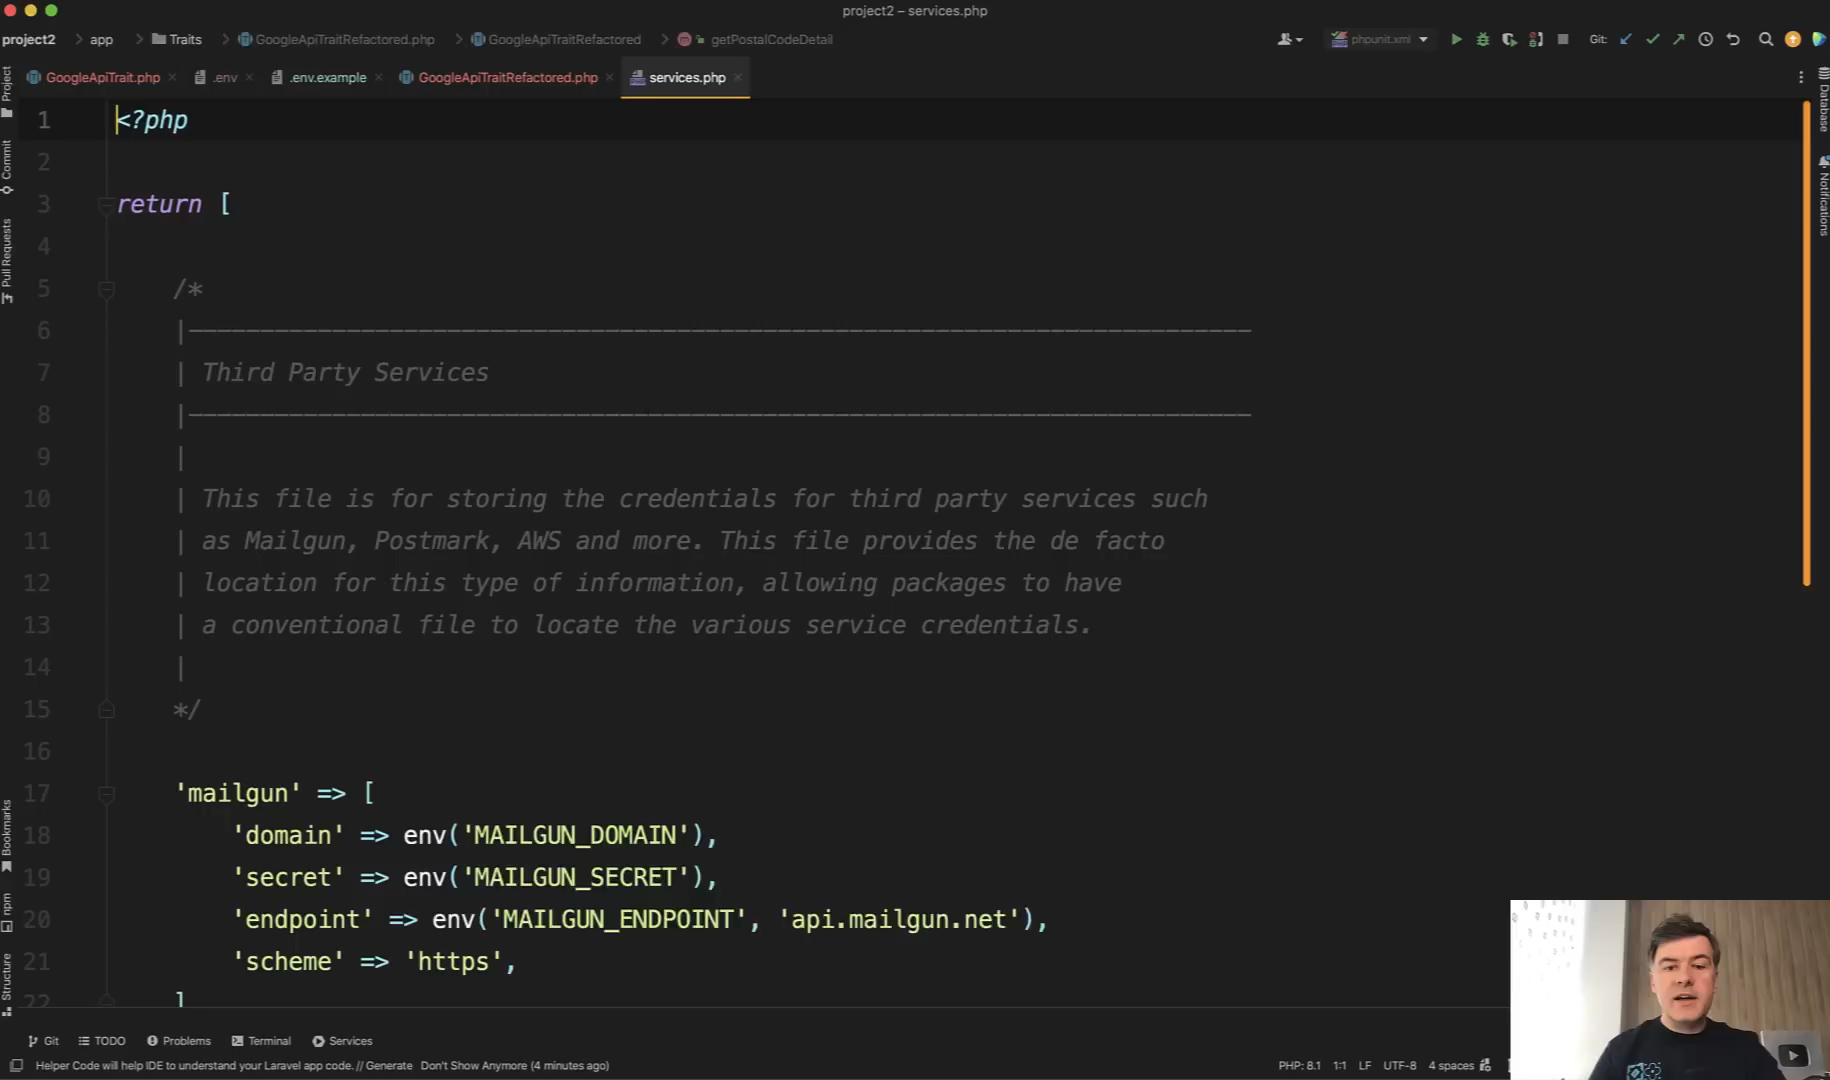 project2 – services.php
project2 > app > Traits > GoogleApiTraitRefactored.php > GoogleApiTraitRefactored > getPostalCodeDetail
phpunit.xml
Git:
GoogleApiTrait.php
.env
.env.example
GoogleApiTraitRefactored.php
services.php
Project
Commit
Pull Requests
Bookmarks
npm
Structure
Database
Notifications
1 <?php
2
3 return [
4
5 /*
6 |--------------------------------------------------------------------------
7 | Third Party Services
8 |--------------------------------------------------------------------------
9 |
10 | This file is for storing the credentials for third party services such
11 | as Mailgun, Postmark, AWS and more. This file provides the de facto
12 | location for this type of information, allowing packages to have
13 | a conventional file to locate the various service credentials.
14 |
15 */
16
17 'mailgun' => [
18 'domain' => env('MAILGUN_DOMAIN'),
19 'secret' => env('MAILGUN_SECRET'),
20 'endpoint' => env('MAILGUN_ENDPOINT', 'api.mailgun.net'),
21 'scheme' => 'https',
22 ]
Git TODO Problems Terminal Services
Helper Code will help IDE to understand your Laravel app code. // Generate Don't Show Anymore (4 minutes ago)
PHP: 8.1 1:1 LF UTF-8 4 spaces